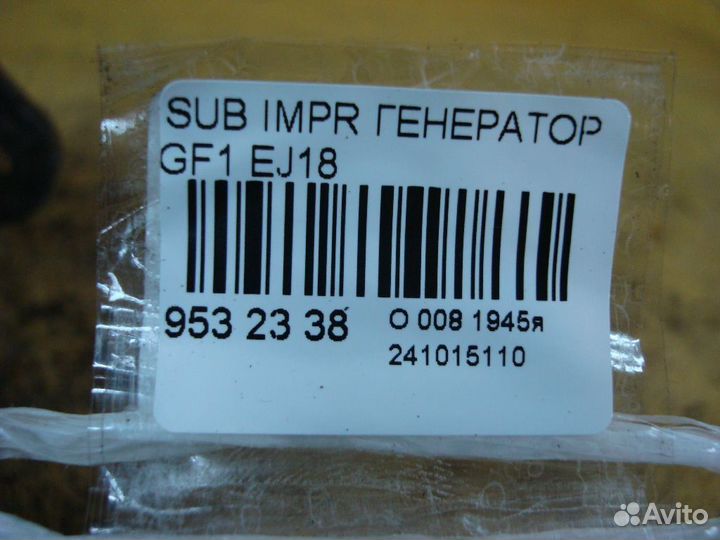 SUB IMPR ГЕНЕРАТОР
GF1 EJ18
953 23 38
О 008 1945я
241015110
Avito